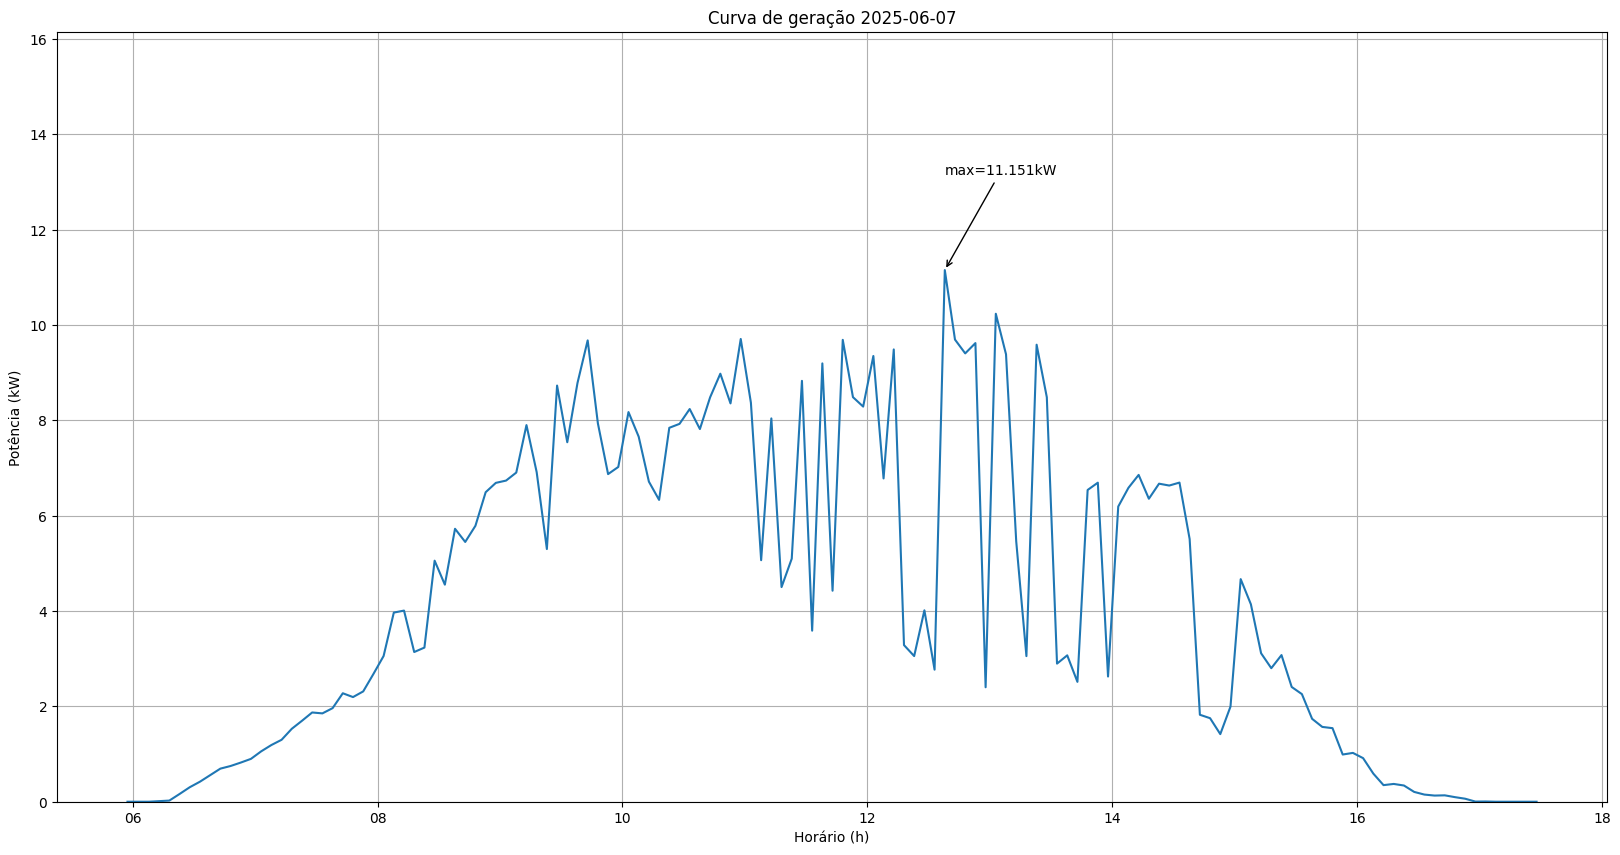 Curva de geração 2025-06-07
16
14
max=11.151kW
12
10
8
6
4
2
0
Potência (kW)
06 08 10 12 14 16 18
Horário (h)